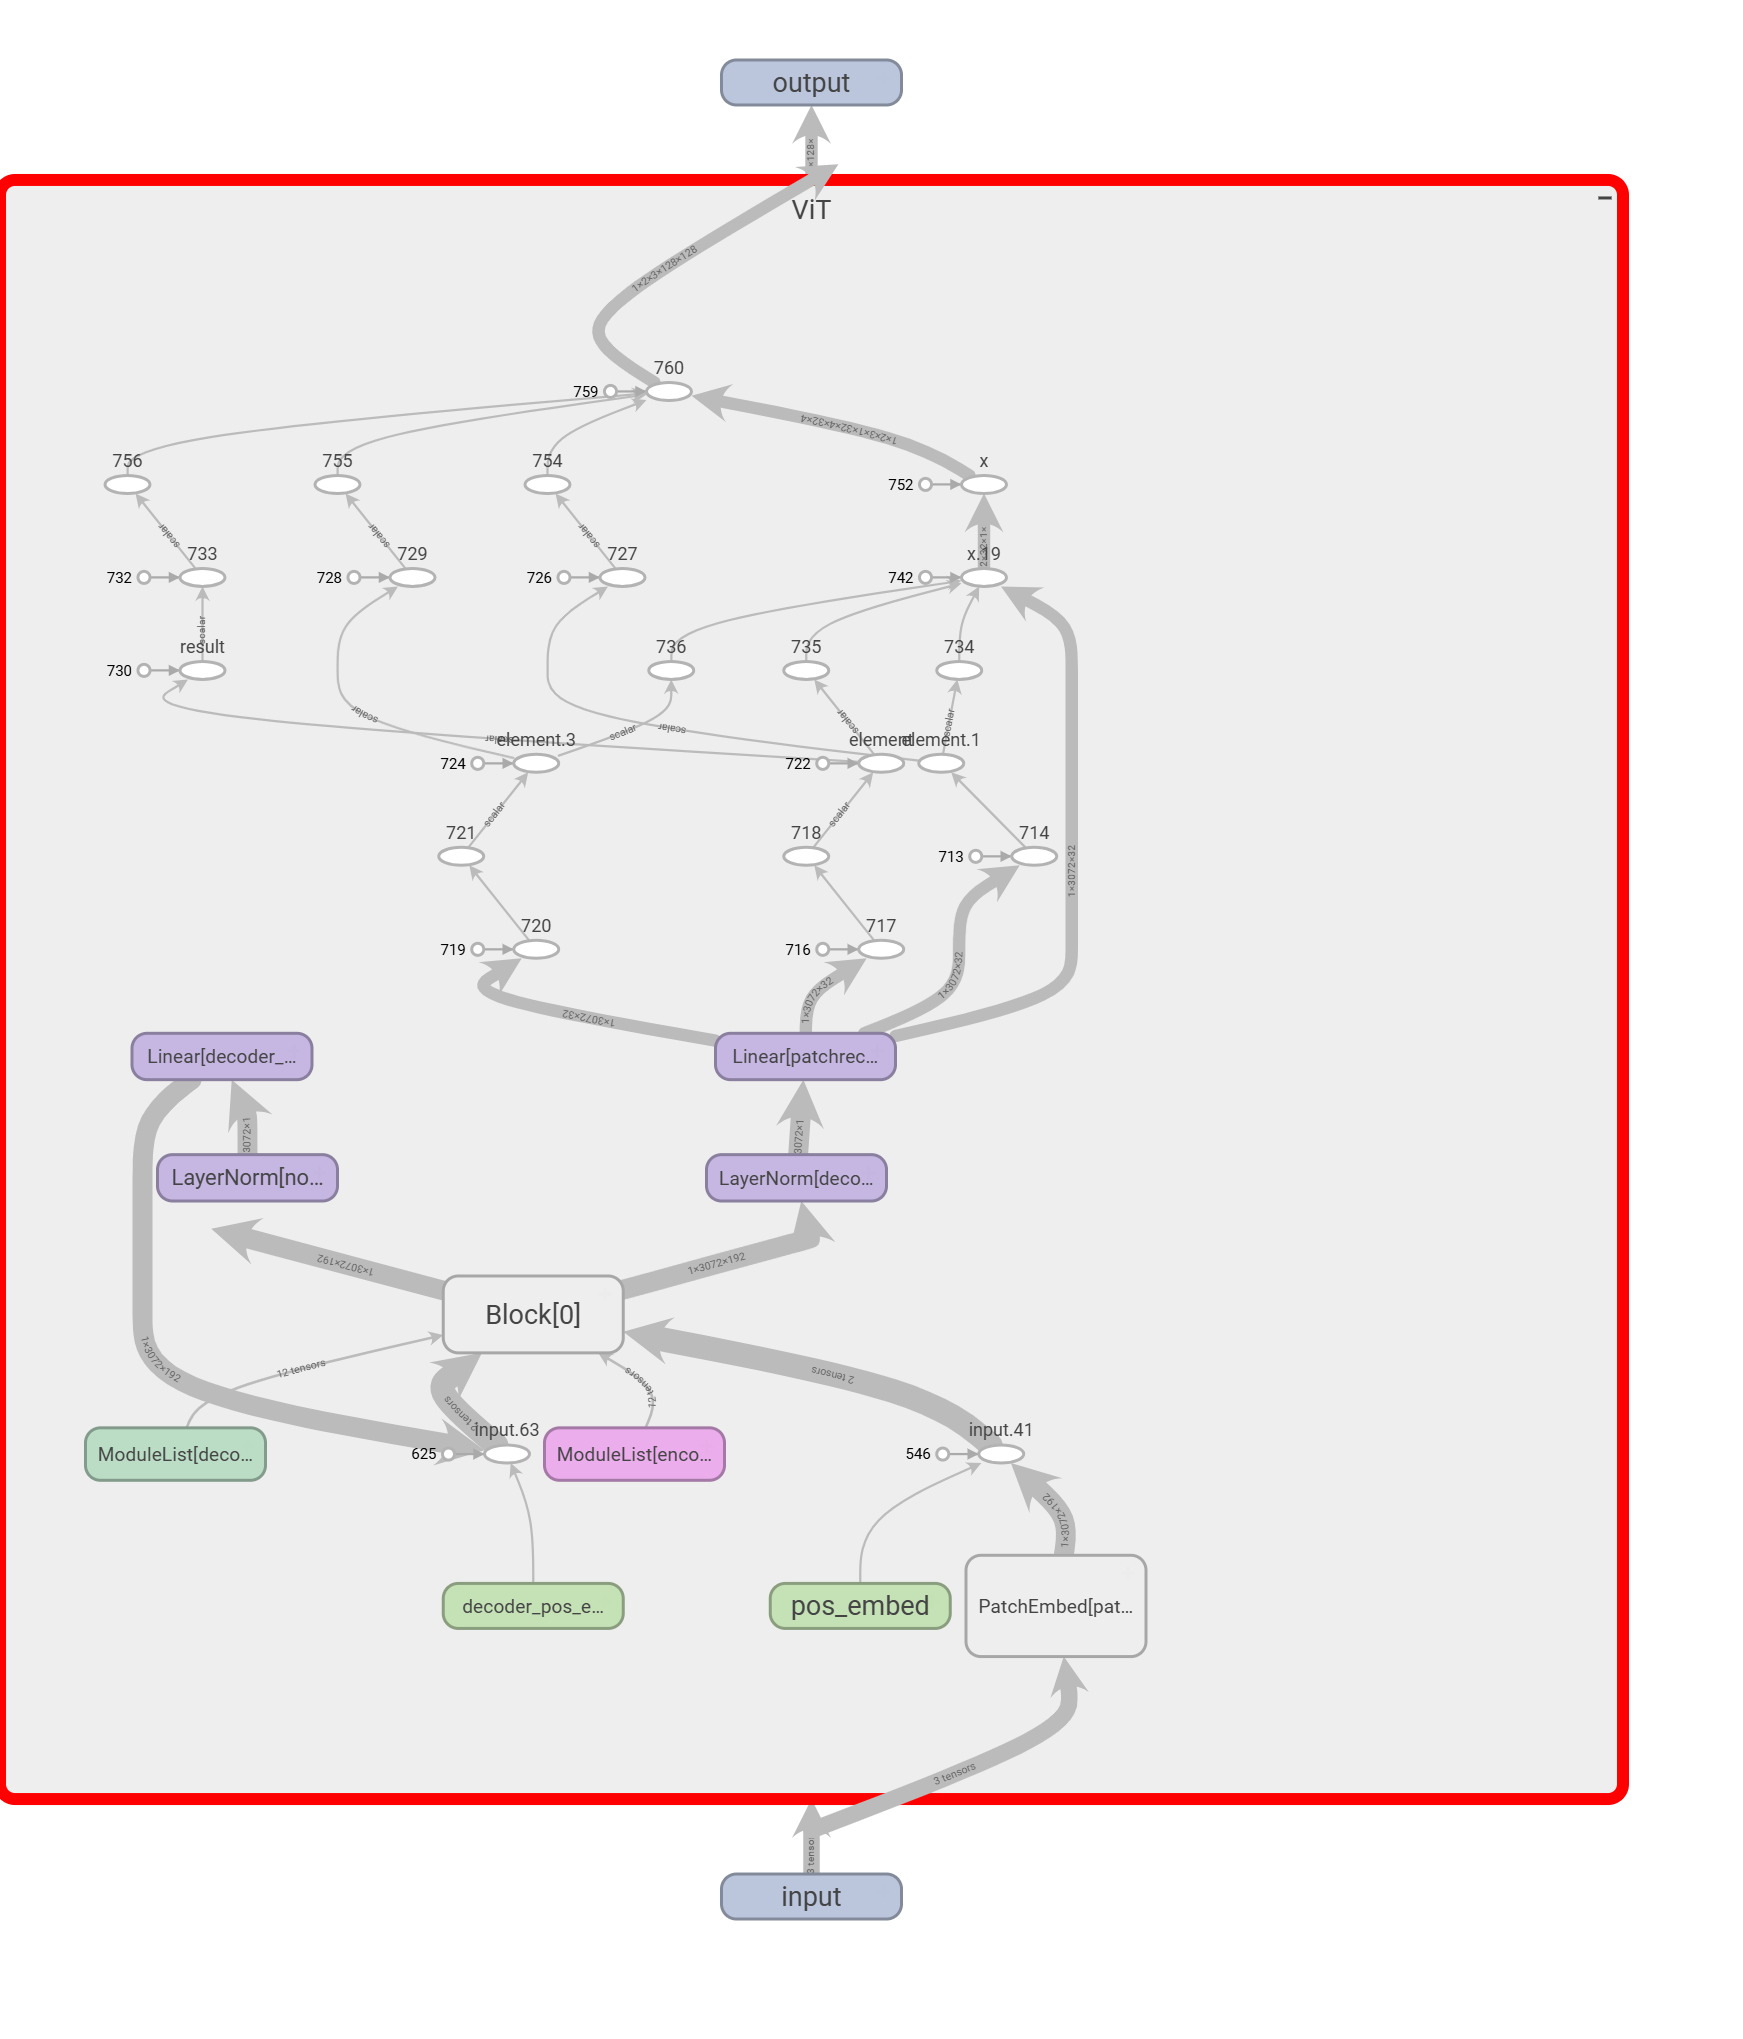 output
×128×
ViT
1×2×3×128×128
760
759
1×2×3×1×32×4×32×4
756
755
754
x
752
scalar
scalar
scalar
2×32×1×
733
729
727
x.19
732
728
726
742
scalar
result
736
735
734
730
scalar
scalar
scalar
scalar
scalar
scalar
element.3
element
element.1
724
722
scalar
scalar
721
718
714
713
1×3072×32
720
717
719
716
1×3072×32
1×3072×32
1×3072×32
Linear[decoder_...
Linear[patchrec...
3072×1
3072×1
LayerNorm[no...
LayerNorm[deco...
1×3072×192
1×3072×192
Block[0]
1×3072×192
12 tensors
12 tensors
2 tensors
2 tensors
input.63
input.41
625
546
ModuleList[deco...
ModuleList[enco...
1×3072×192
decoder_pos_e...
pos_embed
PatchEmbed[pat...
3 tensors
3 tenso
input